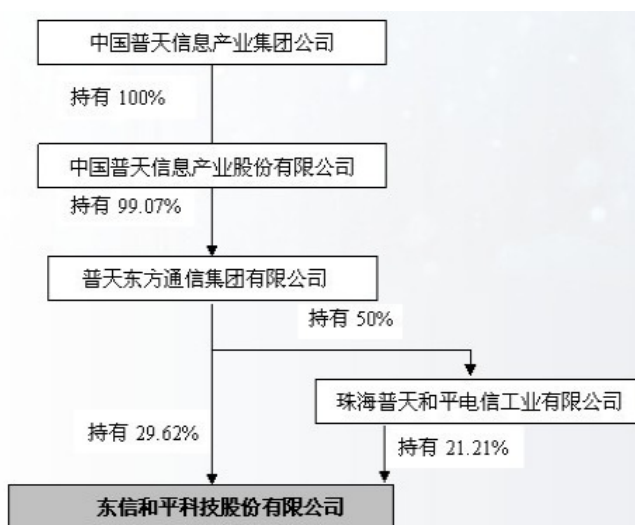 中国普天信息产业集团公司
持有 100%
中国普天信息产业股份有限公司
持有 99.07%
普天东方通信集团有限公司
持有 50%
珠海普天和平电信工业有限公司
持有 29.62%
持有 21.21%
东信和平科技股份有限公司